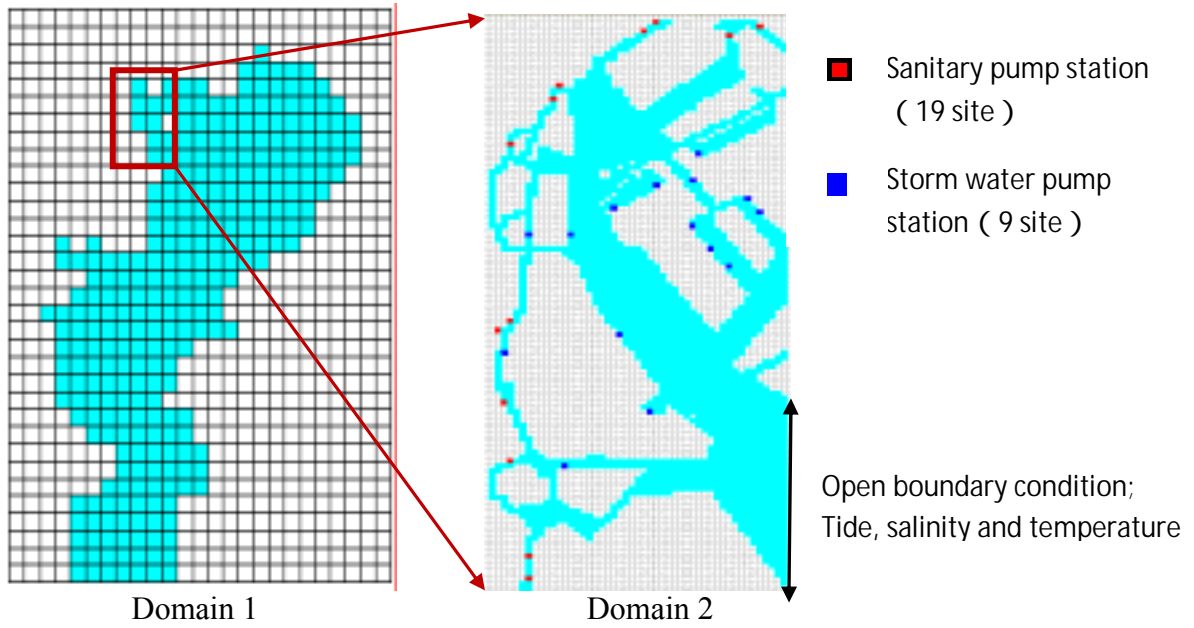 Sanitary pump station
( 19 site )
Storm water pump
station ( 9 site )
Open boundary condition;
Tide, salinity and temperature
Domain 1
Domain 2